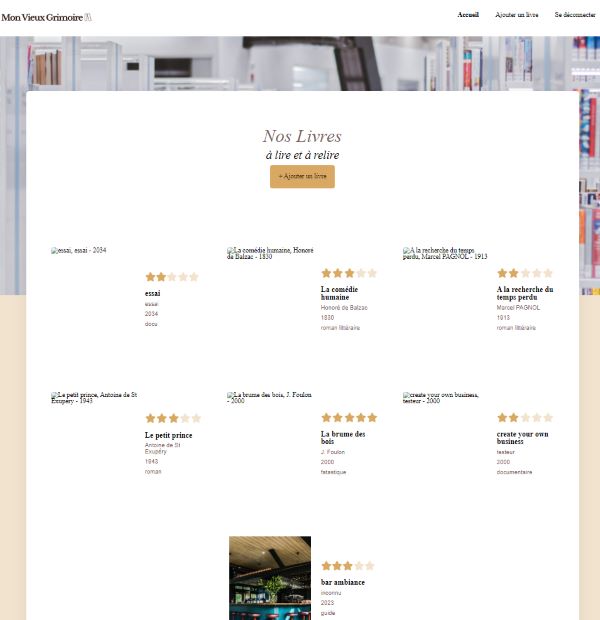 Mon Vieux Grimoire
Accueil Ajouter un livre Se déconnecter
Nos Livres
à lire et à relire
+ Ajouter un livre
essai, essai - 2034
essai
essai
2034
docu
La comédie humaine, Honoré
de Balzac - 1830
La comédie
humaine
Honoré de Balzac
1830
roman littéraire
A la recherche du temps
perdu, Marcel PAGNOL - 1913
A la recherche du
temps perdu
Marcel PAGNOL
1913
roman littéraire
Le petit prince, Antoine de St
Exupéry - 1943
Le petit prince
Antoine de St
Exupéry
1943
roman
La brume des bois, J. Foulon
- 2000
La brume des
bois
J. Foulon
2000
fatastique
create your own business,
testeur - 2000
create your own
business
testeur
2000
documentaire
bar ambiance
inconnu
2023
guide